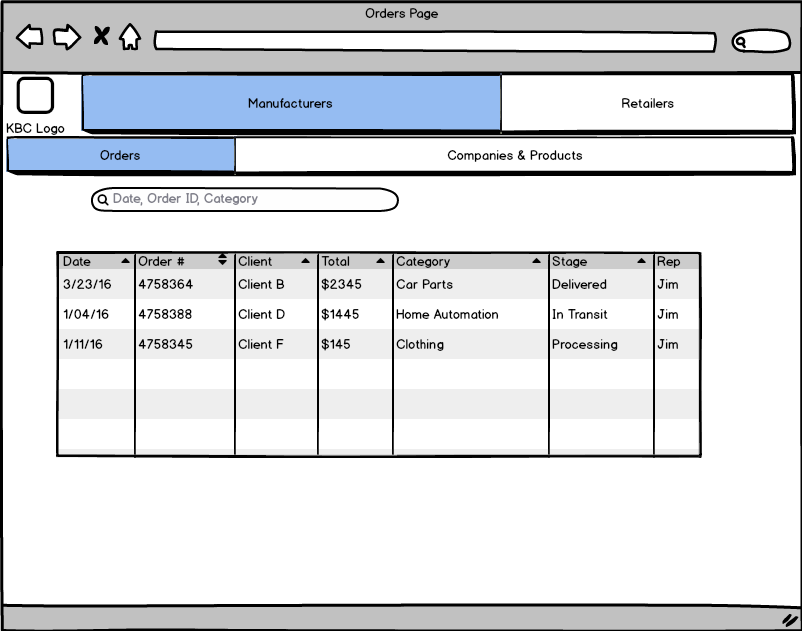 Orders Page
Manufacturers Retailers
KBC Logo
Orders Companies & Products
Date, Order ID, Category
Date Order # Client Total Category Stage Rep
3/23/16 4758364 Client B $2345 Car Parts Delivered Jim
1/04/16 4758388 Client D $1445 Home Automation In Transit Jim
1/11/16 4758345 Client F $145 Clothing Processing Jim